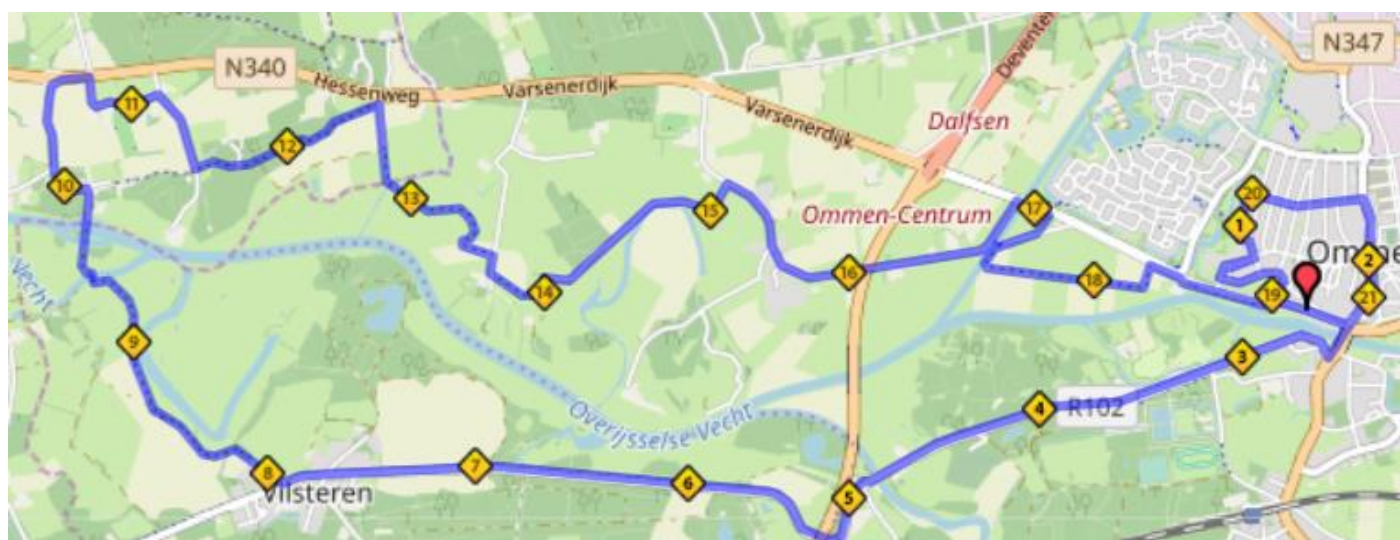 N347
N340
Hessenweg
Varsenerdijk
Deventer
11
12
Varsenerdijk
Dalfsen
10
13
15
Ommen-Centrum
17
20
1
16
2
14
18
19
21
Vecht
9
3
4
R102
Overijsselse Vecht
8
7
6
5
Vilsteren